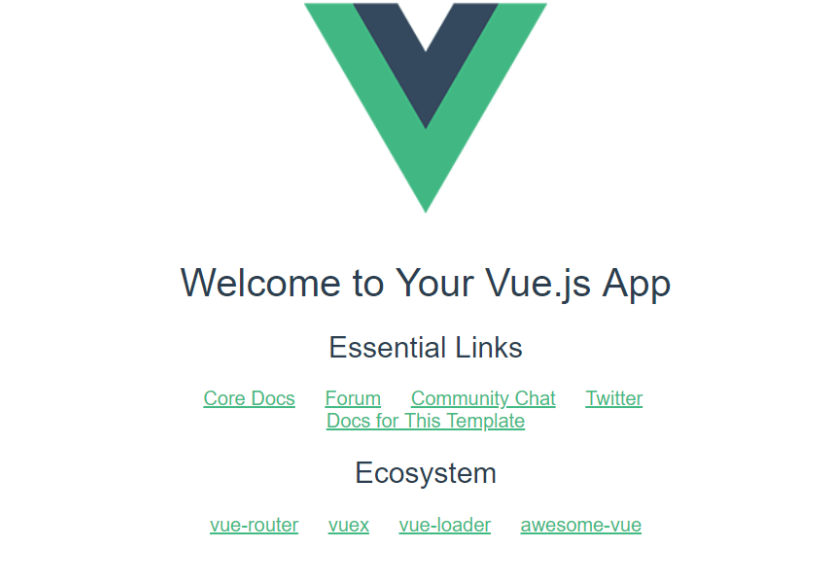 Welcome to Your Vue.js App
Essential Links
Core Docs Forum Community Chat Twitter
Docs for This Template
Ecosystem
vue-router vuex vue-loader awesome-vue